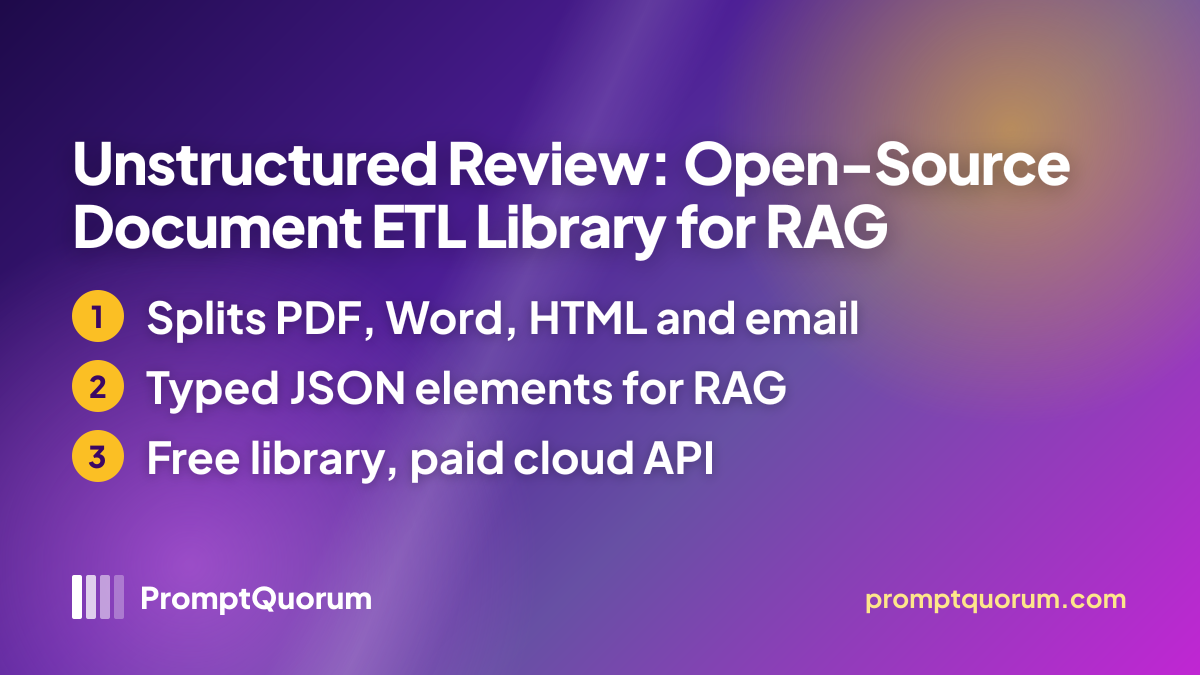 Unstructured Review: Open-Source
Document ETL Library for RAG
1 Splits PDF, Word, HTML and email
2 Typed JSON elements for RAG
3 Free library, paid cloud API
PromptQuorum
promptquorum.com